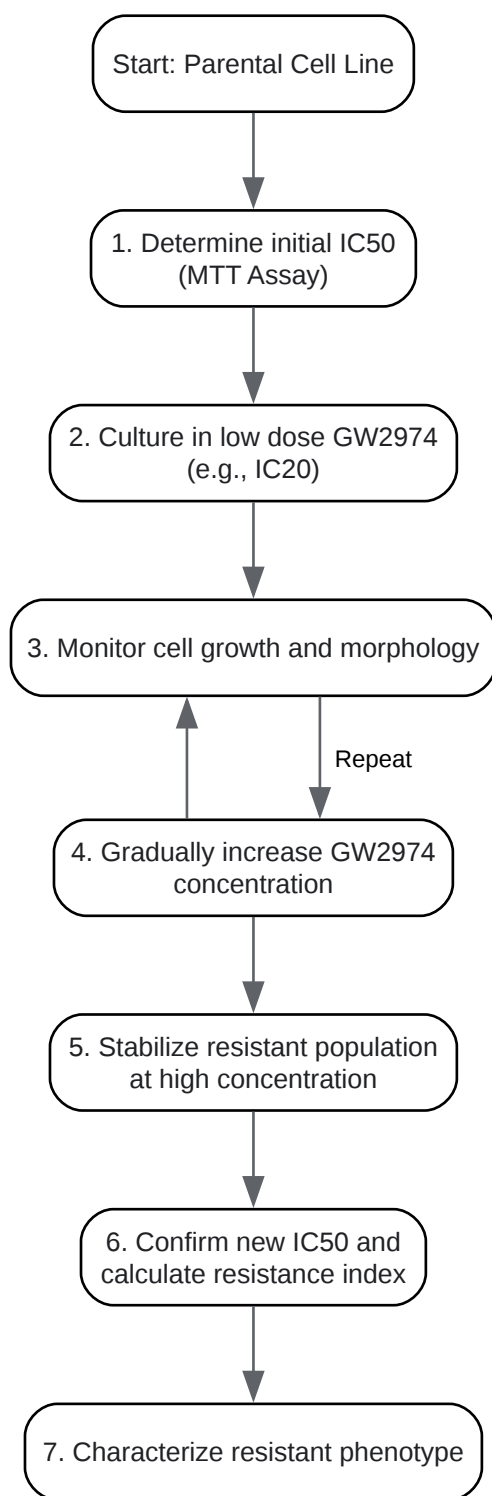 Start: Parental Cell Line
1. Determine initial IC50
(MTT Assay)
2. Culture in low dose GW2974
(e.g., IC20)
3. Monitor cell growth and morphology
Repeat
4. Gradually increase GW2974
concentration
5. Stabilize resistant population
at high concentration
6. Confirm new IC50 and
calculate resistance index
7. Characterize resistant phenotype